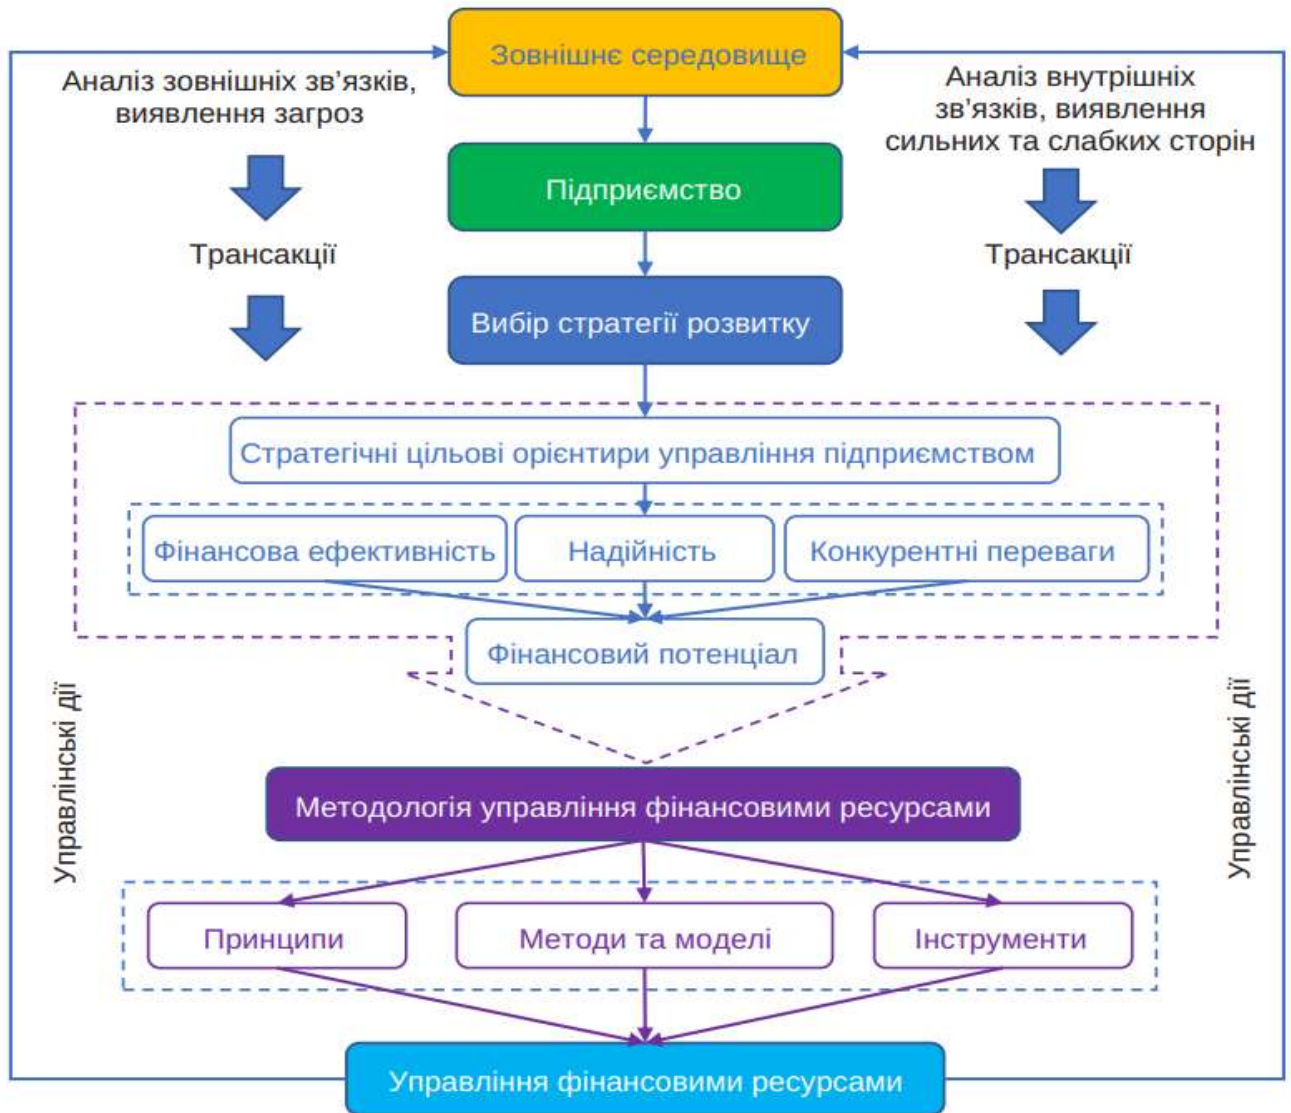 Зовнішнє середовище
Аналіз зовнішніх зв’язків,
виявлення загроз
Аналіз внутрішніх
зв’язків, виявлення
сильних та слабких сторін
Підприємство
Трансакції
Трансакції
Вибір стратегії розвитку
Стратегічні цільові орієнтири управління підприємством
Фінансова ефективність
Надійність
Конкурентні переваги
Фінансовий потенціал
Управлінські дії
Управлінські дії
Методологія управління фінансовими ресурсами
Принципи
Методи та моделі
Інструменти
Управління фінансовими ресурсами